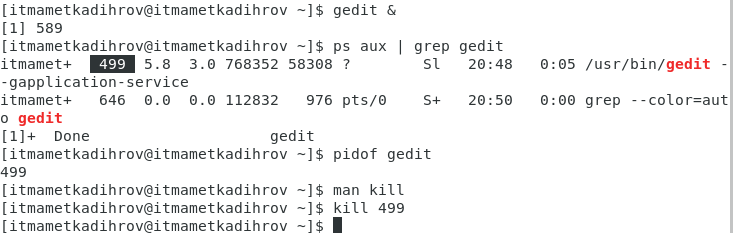 [itmametkadihrov@itmametkadihrov ~]$ gedit &
[1] 589
[itmametkadihrov@itmametkadihrov ~]$ ps aux | grep gedit
itmamet+   499  5.8  3.0 768352 58308 ?        Sl   20:48   0:05 /usr/bin/gedit -
-gapplication-service
itmamet+   646  0.0  0.0 112832   976 pts/0    S+   20:50   0:00 grep --color=aut
o gedit
[1]+  Done                    gedit
[itmametkadihrov@itmametkadihrov ~]$ pidof gedit
499
[itmametkadihrov@itmametkadihrov ~]$ man kill
[itmametkadihrov@itmametkadihrov ~]$ kill 499
[itmametkadihrov@itmametkadihrov ~]$